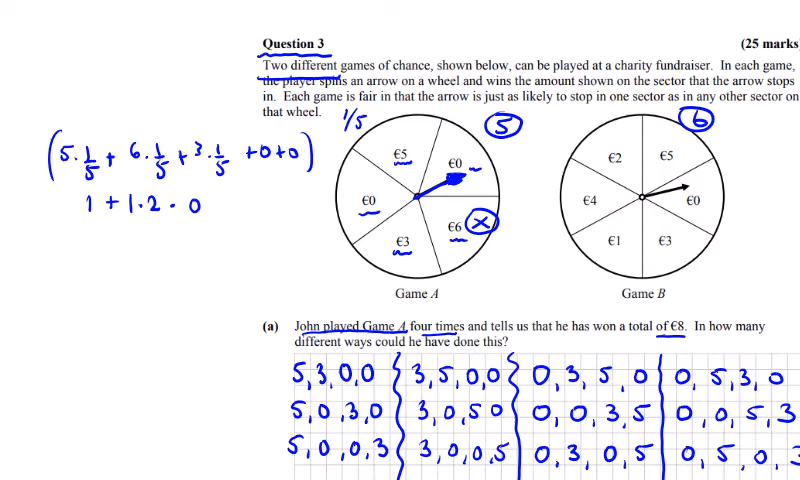 Question 3 (25 marks)
Two different games of chance, shown below, can be played at a charity fundraiser. In each game,
the player spins an arrow on a wheel and wins the amount shown on the sector that the arrow stops
in. Each game is fair in that the arrow is just as likely to stop in one sector as in any other sector on
that wheel.
1/5 5 6
(5 · 1/5 + 6 · 1/5 + 3 · 1/5 + 0 + 0)
1 + 1.2 . 0
€5 €0 €0 €6 x €3
Game A
€2 €5 €4 €0 €1 €3
Game B
(a) John played Game A four times and tells us that he has won a total of €8. In how many
different ways could he have done this?
5, 3, 0, 0 3, 5, 0, 0 0, 3, 5, 0 0, 5, 3, 0
5, 0, 3, 0 3, 0, 5 0 0, 0, 3, 5 0, 0, 5, 3
5, 0, 0, 3 3, 0, 0, 5 0, 3, 0, 5 0, 5, 0,